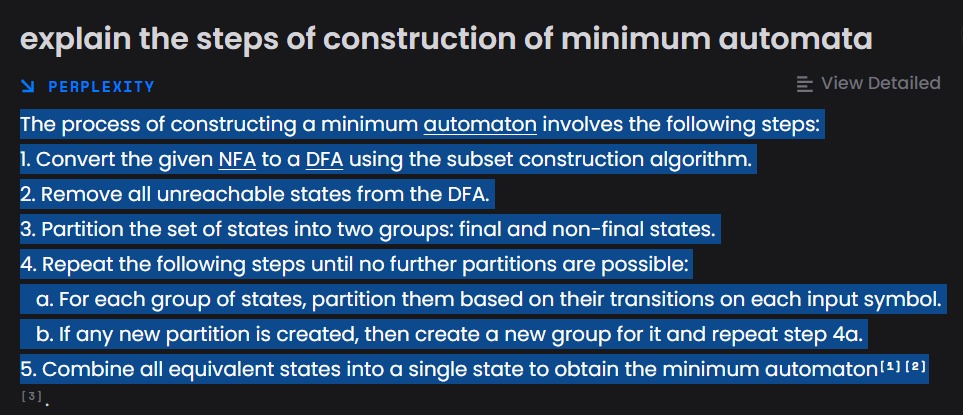 explain the steps of construction of minimum automata
PERPLEXITY
View Detailed
The process of constructing a minimum automaton involves the following steps:
1. Convert the given NFA to a DFA using the subset construction algorithm.
2. Remove all unreachable states from the DFA.
3. Partition the set of states into two groups: final and non-final states.
4. Repeat the following steps until no further partitions are possible:
a. For each group of states, partition them based on their transitions on each input symbol.
b. If any new partition is created, then create a new group for it and repeat step 4a.
5. Combine all equivalent states into a single state to obtain the minimum automaton[1][2]
[3].